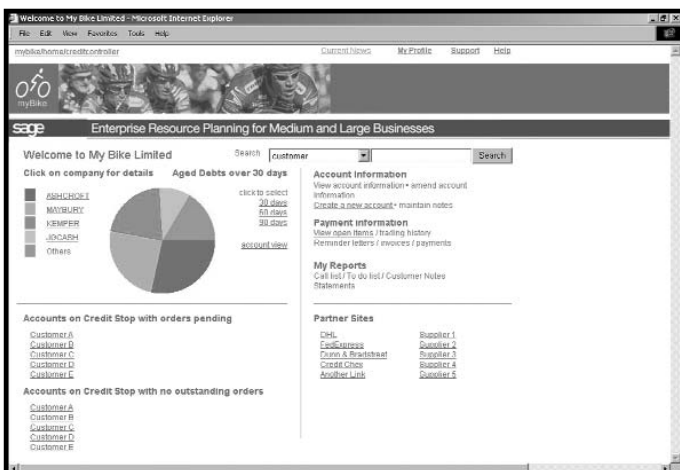 Welcome to My Bike Limited - Microsoft Internet Explorer
File Edit View Favorites Tools Help
mybike/home/creditcontroller
Current News My Profile Support Help
myBike
sage Enterprise Resource Planning for Medium and Large Businesses
Welcome to My Bike Limited
Search customer Search
Click on company for details Aged Debts over 30 days
ASHCROFT
MAYBURY
KEMPER
JOCASH
Others
click to select
30 days
60 days
90 days
account view
Account Information
View account information • amend account
information
Create a new account • maintain notes
Payment Information
View open items / trading history
Reminder letters / invoices / payments
My Reports
Call list / To do list / Customer Notes
Statements
Accounts on Credit Stop with orders pending
Customer A
Customer B
Customer C
Customer D
Customer E
Accounts on Credit Stop with no outstanding orders
Customer A
Customer B
Customer C
Customer D
Customer E
Partner Sites
DHL Supplier 1
FedExpress Supplier 2
Dunn & Bradstreet Supplier 3
Credit Chex Supplier 4
Another Link Supplier 5